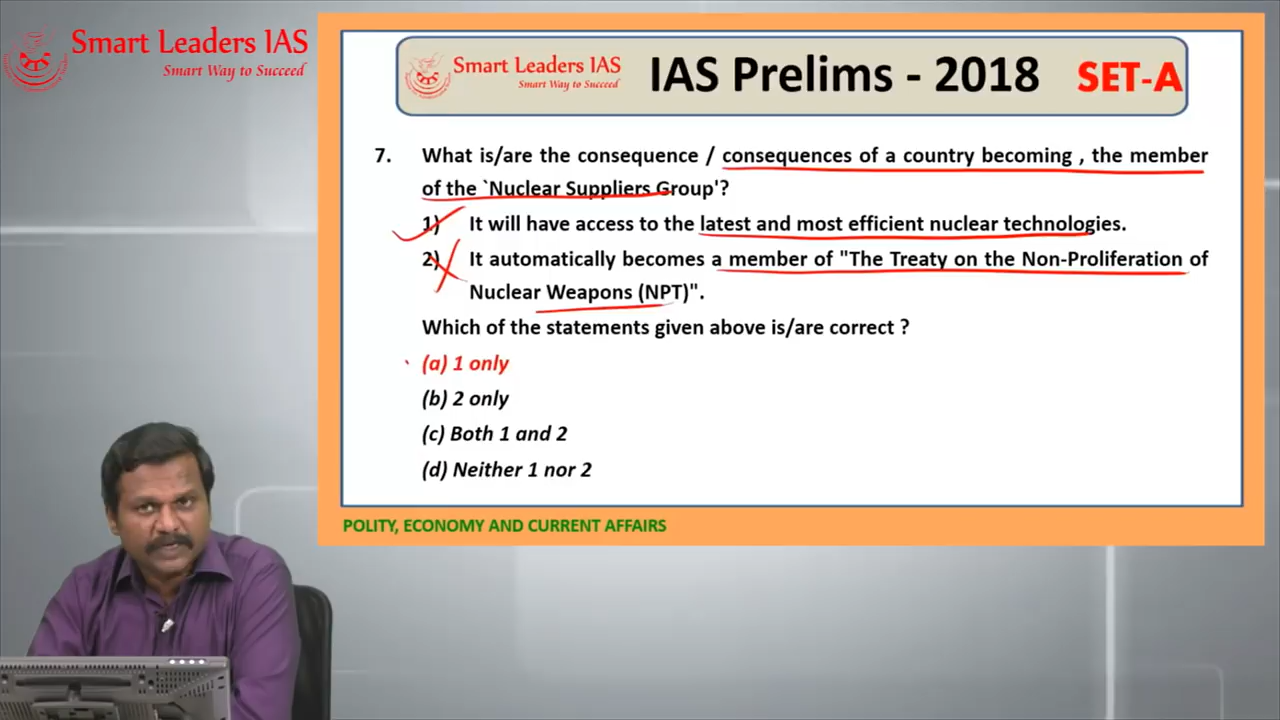 Smart Leaders IAS
Smart Way to Succeed
Smart Leaders IAS
Smart Way to Succeed
IAS Prelims - 2018 SET-A
7. What is/are the consequence / consequences of a country becoming , the member
of the `Nuclear Suppliers Group'?
1) It will have access to the latest and most efficient nuclear technologies.
2) It automatically becomes a member of "The Treaty on the Non-Proliferation of
Nuclear Weapons (NPT)".
Which of the statements given above is/are correct ?
(a) 1 only
(b) 2 only
(c) Both 1 and 2
(d) Neither 1 nor 2
POLITY, ECONOMY AND CURRENT AFFAIRS